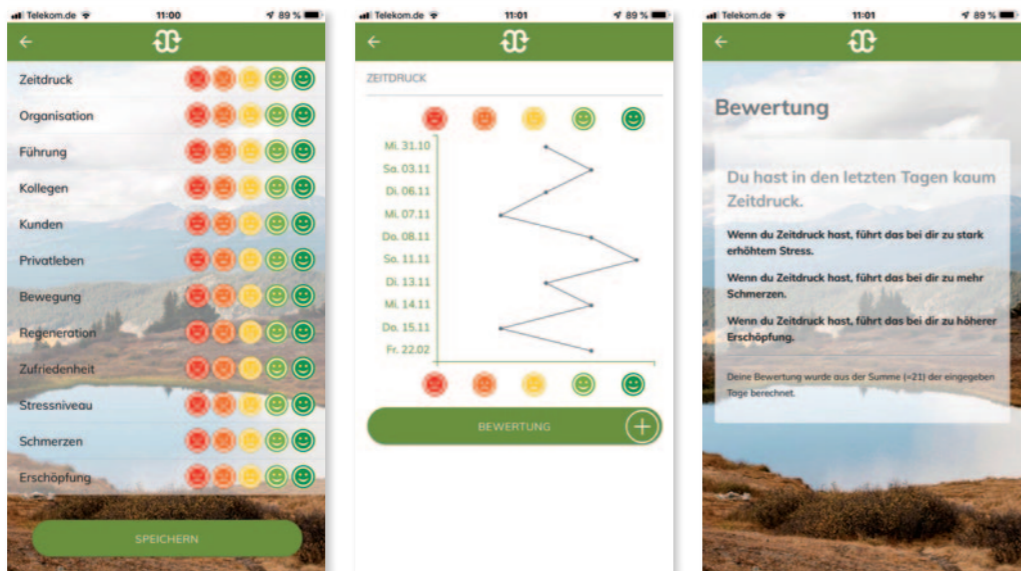 Telekom.de 11:00 89 %
Zeitdruck
Organisation
Führung
Kollegen
Kunden
Privatleben
Bewegung
Regeneration
Zufriedenheit
Stressniveau
Schmerzen
Erschöpfung
SPEICHERN
Telekom.de 11:01 89 %
ZEITDRUCK
Mi. 31.10
Sa. 03.11
Di. 06.11
Mi. 07.11
Do. 08.11
So. 11.11
Di. 13.11
Mi. 14.11
Do. 15.11
Fr. 22.02
BEWERTUNG
Telekom.de 11:01 89 %
Bewertung
Du hast in den letzten Tagen kaum
Zeitdruck.
Wenn du Zeitdruck hast, führt das bei dir zu stark
erhöhtem Stress.
Wenn du Zeitdruck hast, führt das bei dir zu mehr
Schmerzen.
Wenn du Zeitdruck hast, führt das bei dir zu höherer
Erschöpfung.
Deine Bewertung wurde aus der Summe (=21) der eingegeben
Tage berechnet.